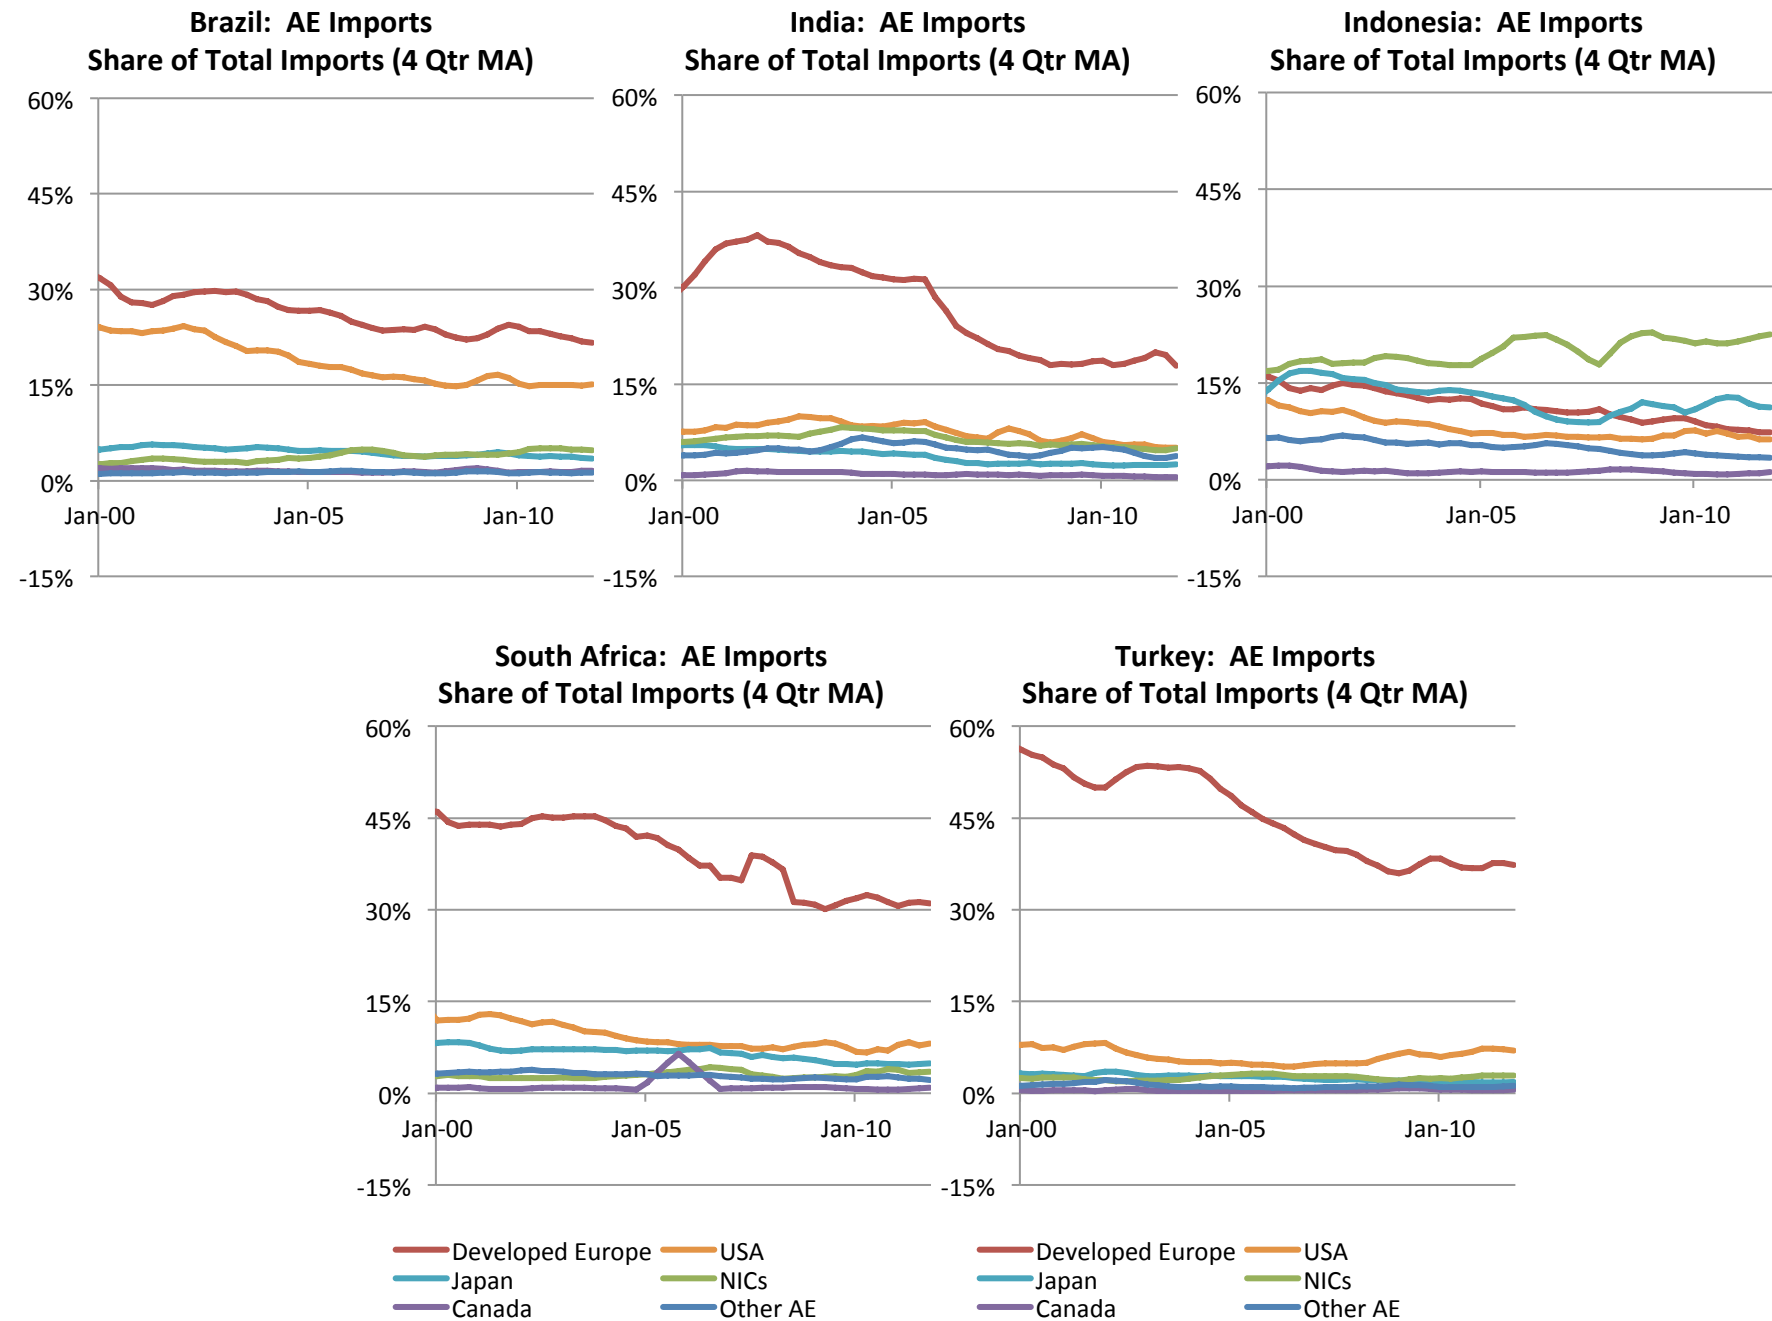 Brazil: AE Imports
Share of Total Imports (4 Qtr MA)
60%
45%
30%
15%
0%
-15%
Jan-00
Jan-05
Jan-10
India: AE Imports
Share of Total Imports (4 Qtr MA)
60%
45%
30%
15%
0%
-15%
Jan-00
Jan-05
Jan-10
Indonesia: AE Imports
Share of Total Imports (4 Qtr MA)
60%
45%
30%
15%
0%
-15%
Jan-00
Jan-05
Jan-10
South Africa: AE Imports
Share of Total Imports (4 Qtr MA)
60%
45%
30%
15%
0%
-15%
Jan-00
Jan-05
Jan-10
Developed Europe
USA
Japan
NICs
Canada
Other AE
Turkey: AE Imports
Share of Total Imports (4 Qtr MA)
60%
45%
30%
15%
0%
-15%
Jan-00
Jan-05
Jan-10
Developed Europe
USA
Japan
NICs
Canada
Other AE